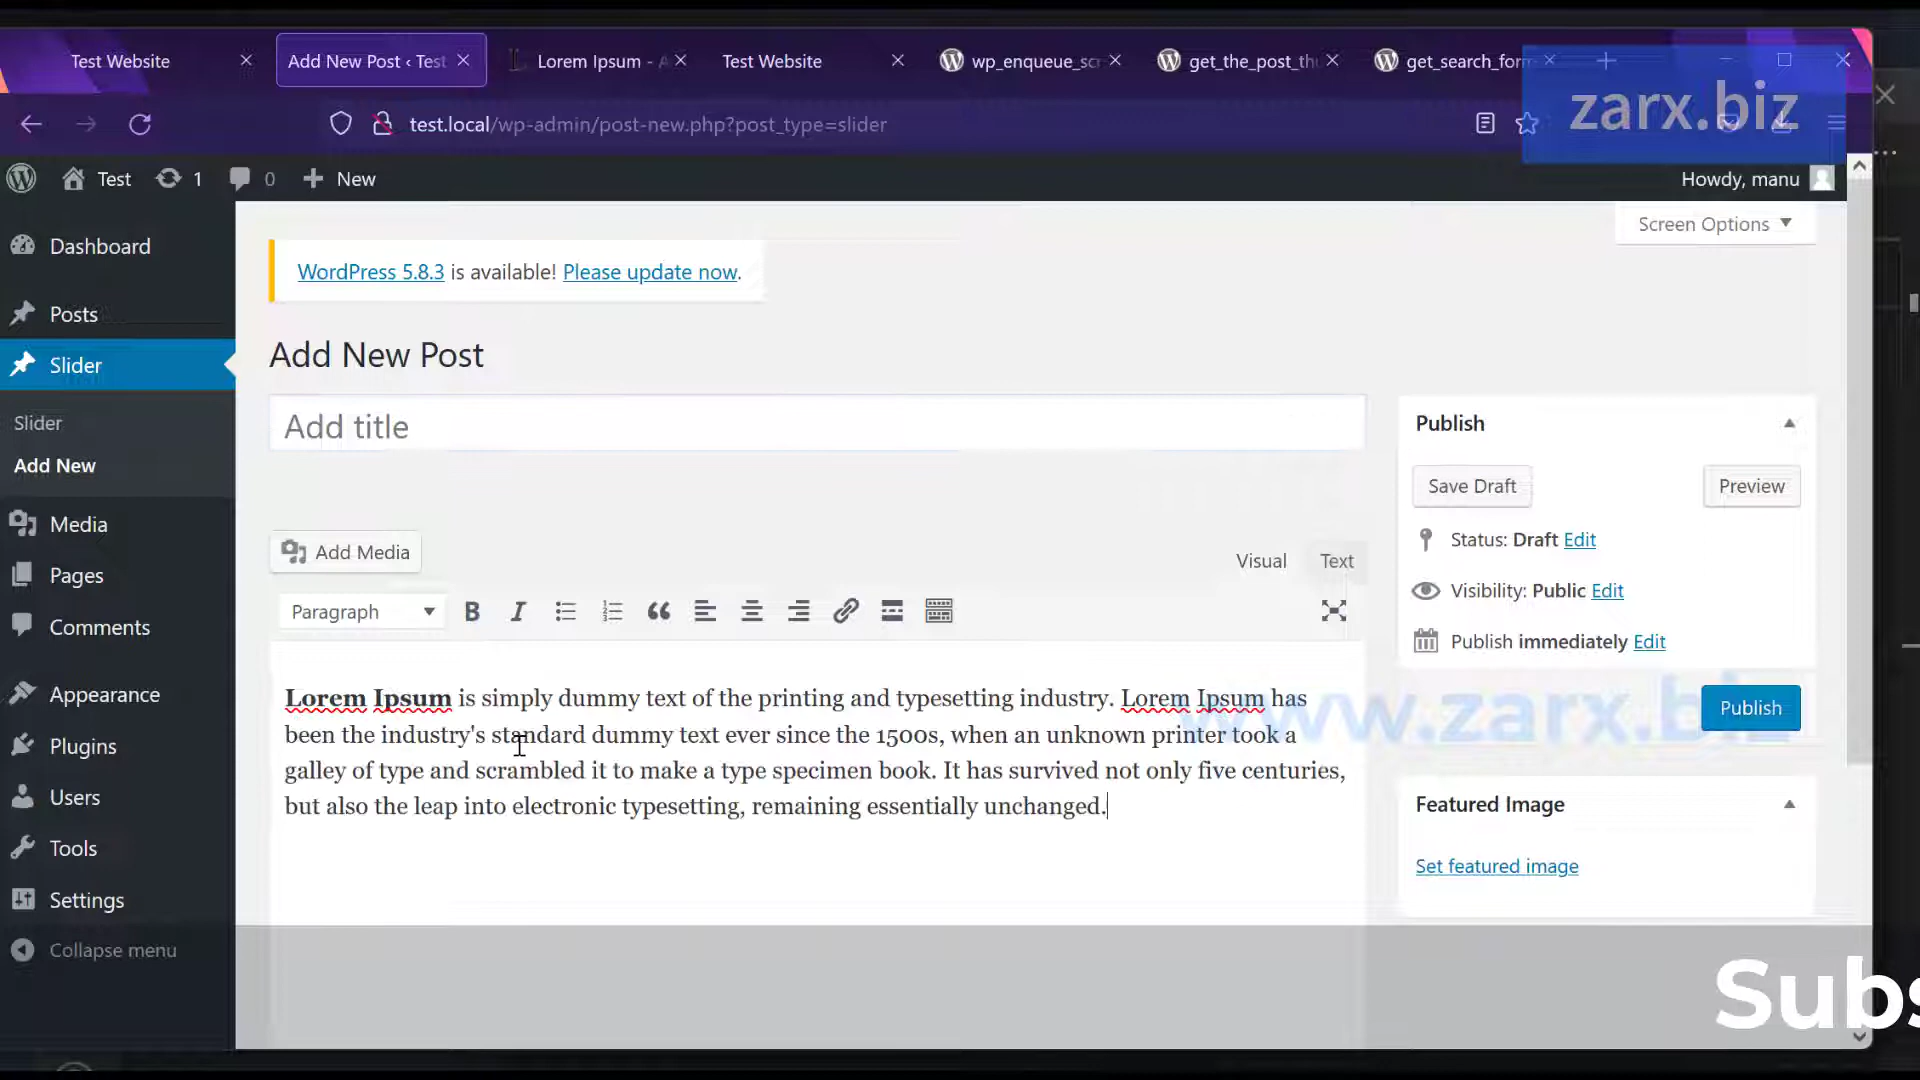 Test Website
Add New Post ‹ Test
Lorem Ipsum - A
Test Website
wp_enqueue_scr
get_the_post_thu
get_search_form
zarx.biz
test.local/wp-admin/post-new.php?post_type=slider
Test
1
0
New
Howdy, manu
Screen Options
WordPress 5.8.3 is available! Please update now.
Dashboard
Posts
Slider
Slider
Add New
Media
Pages
Comments
Appearance
Plugins
Users
Tools
Settings
Collapse menu
Add New Post
Add title
Add Media
Visual
Text
Paragraph
Lorem Ipsum is simply dummy text of the printing and typesetting industry. Lorem Ipsum has
been the industry's standard dummy text ever since the 1500s, when an unknown printer took a
galley of type and scrambled it to make a type specimen book. It has survived not only five centuries,
but also the leap into electronic typesetting, remaining essentially unchanged.
Publish
Save Draft
Preview
Status: Draft Edit
Visibility: Public Edit
Publish immediately Edit
www.zarx.biz
Publish
Featured Image
Set featured image
Subs